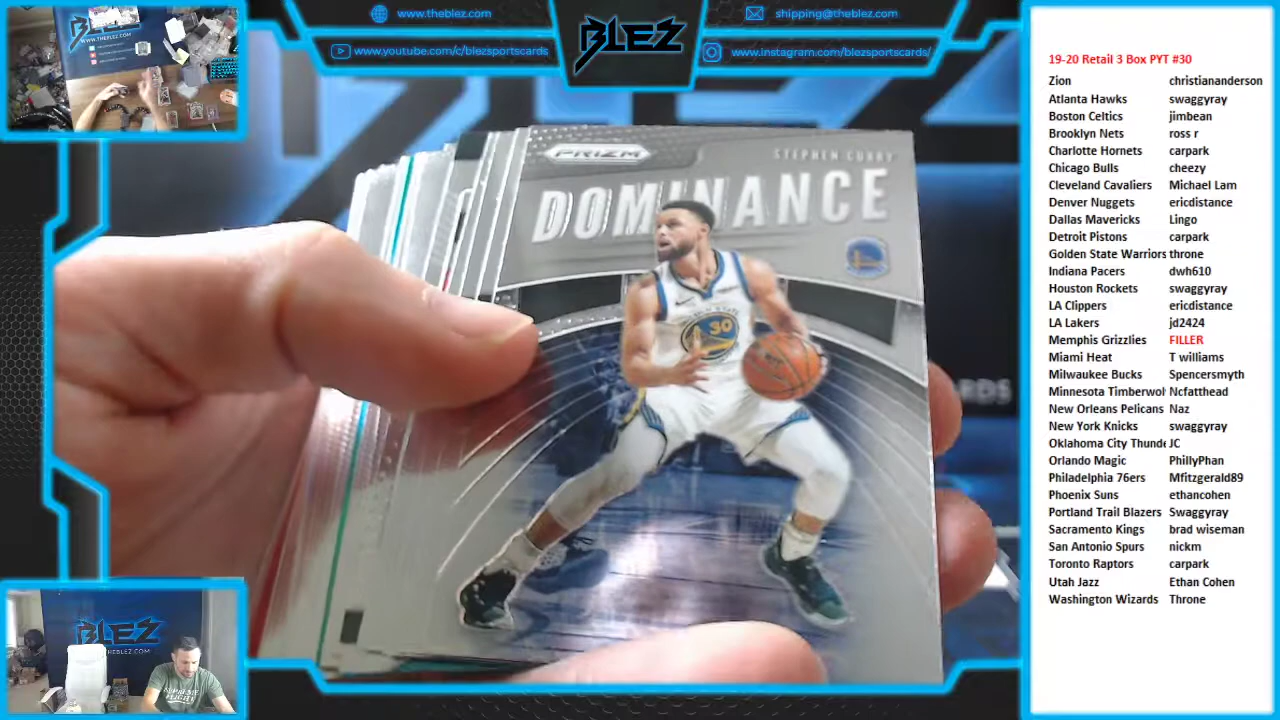 www.theblez.com
shipping@theblez.com
www.youtube.com/c/blezsportscards
www.instagram.com/blezsportscards/
BLEZ
PRIZM
STEPHEN CURRY
DOMINANCE
30
19-20 Retail 3 Box PYT #30
Zion christiananderson
Atlanta Hawks swaggyray
Boston Celtics jimbean
Brooklyn Nets ross r
Charlotte Hornets carpark
Chicago Bulls cheezy
Cleveland Cavaliers Michael Lam
Denver Nuggets ericdistance
Dallas Mavericks Lingo
Detroit Pistons carpark
Golden State Warriors throne
Indiana Pacers dwh610
Houston Rockets swaggyray
LA Clippers ericdistance
LA Lakers jd2424
Memphis Grizzlies FILLER
Miami Heat T williams
Milwaukee Bucks Spencersmyth
Minnesota Timberwol Ncfatthead
New Orleans Pelicans Naz
New York Knicks swaggyray
Oklahoma City Thunde JC
Orlando Magic PhillyPhan
Philadelphia 76ers Mfitzgerald89
Phoenix Suns ethancohen
Portland Trail Blazers Swaggyray
Sacramento Kings brad wiseman
San Antonio Spurs nickm
Toronto Raptors carpark
Utah Jazz Ethan Cohen
Washington Wizards Throne
BLEZ